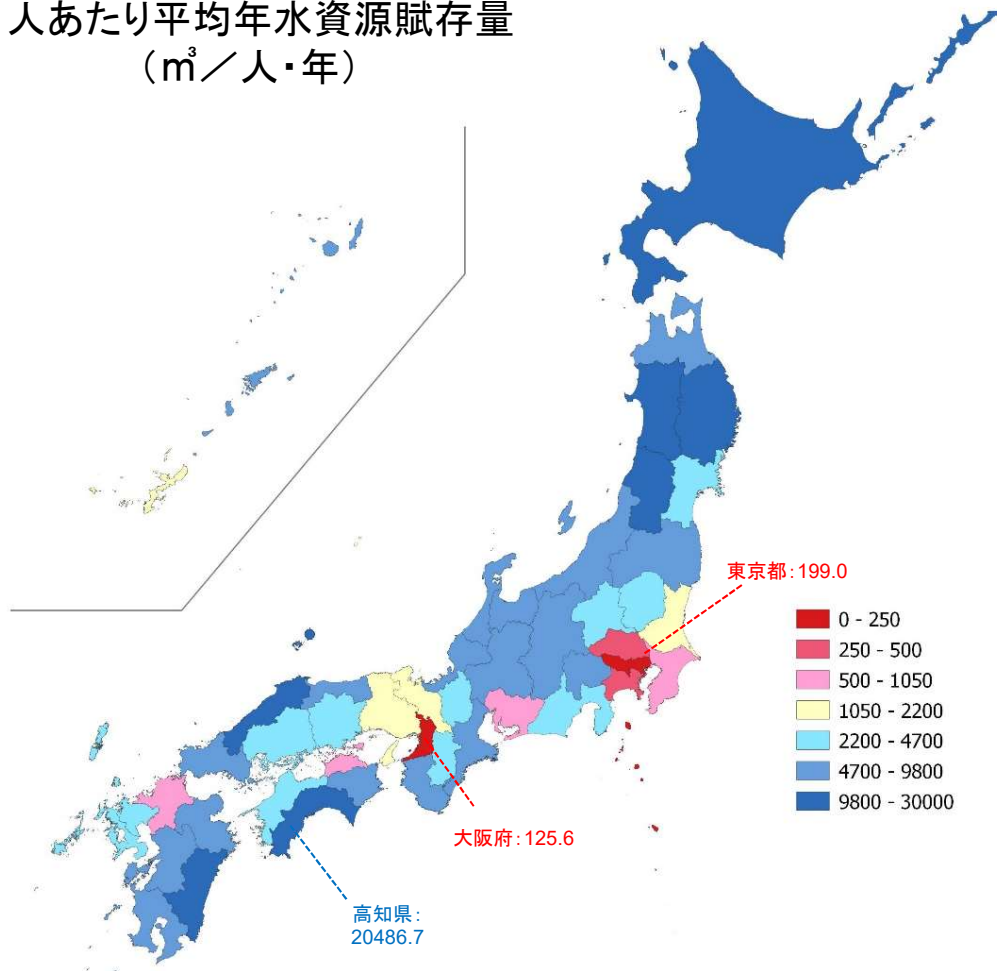 人あたり平均年水資源賦存量
（㎥／人・年）
東京都：199.0
0 - 250
250 - 500
500 - 1050
1050 - 2200
2200 - 4700
4700 - 9800
9800 - 30000
大阪府：125.6
高知県：
20486.7